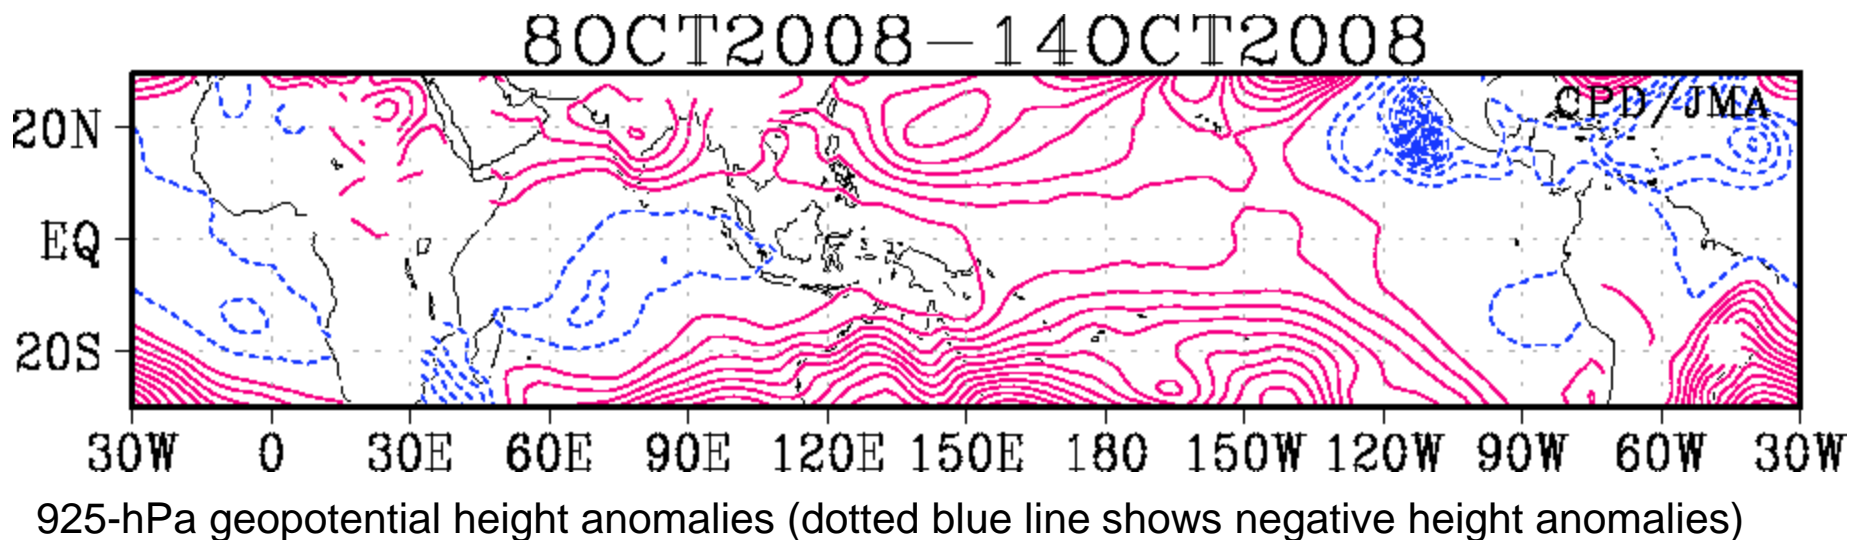 8OCT2008-14OCT2008
CPD/JMA
20N
EQ
20S
30W 0 30E 60E 90E 120E 150E 180 150W 120W 90W 60W 30W
925-hPa geopotential height anomalies (dotted blue line shows negative height anomalies)